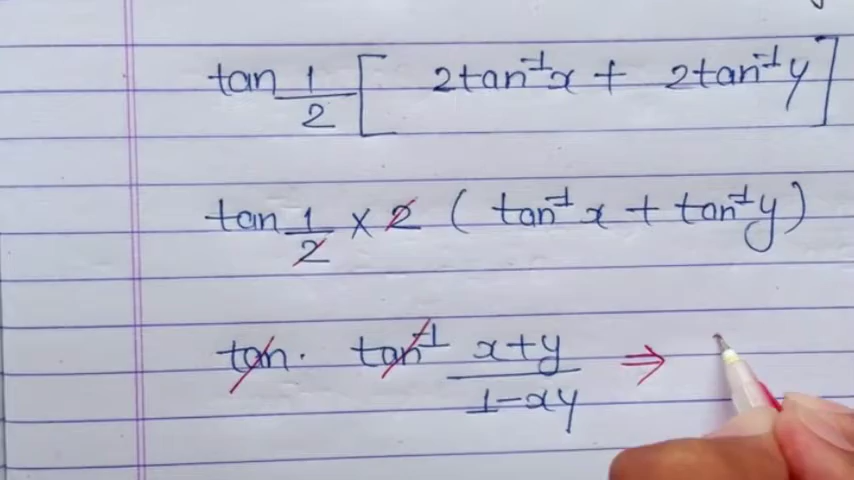 tan 1/2 [ 2tan⁻¹x + 2tan⁻¹y ]
tan 1/2 × 2 ( tan⁻¹x + tan⁻¹y )
tan · tan⁻¹ x+y/1-xy ⇒